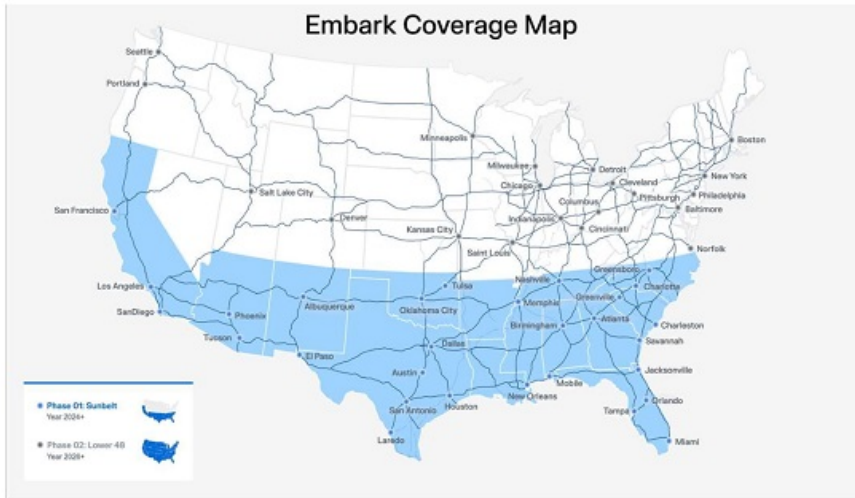 Embark Coverage Map
Seattle
Portland
Minneapolis
Boston
Milwaukee
Detroit
New York
Chicago
Cleveland
Salt Lake City
Pittsburgh
Philadelphia
Columbus
Baltimore
San Francisco
Denver
Indianapolis
Kansas City
Cincinnati
Saint Louis
Norfolk
Greensboro
Los Angeles
Nashville
Tulsa
Charlotte
Albuquerque
Memphis
Greenville
SanDiego
Phoenix
Oklahoma City
Atlanta
Birmingham
Charleston
Tusson
Dallas
Savannah
El Paso
Austin
Jacksonville
Mobile
New Orleans
Orlando
San Antonio
Houston
Tampa
Laredo
Miami
Phase 01: Sunbelt
Year 2024+
Phase 02: Lower 48
Year 2026+